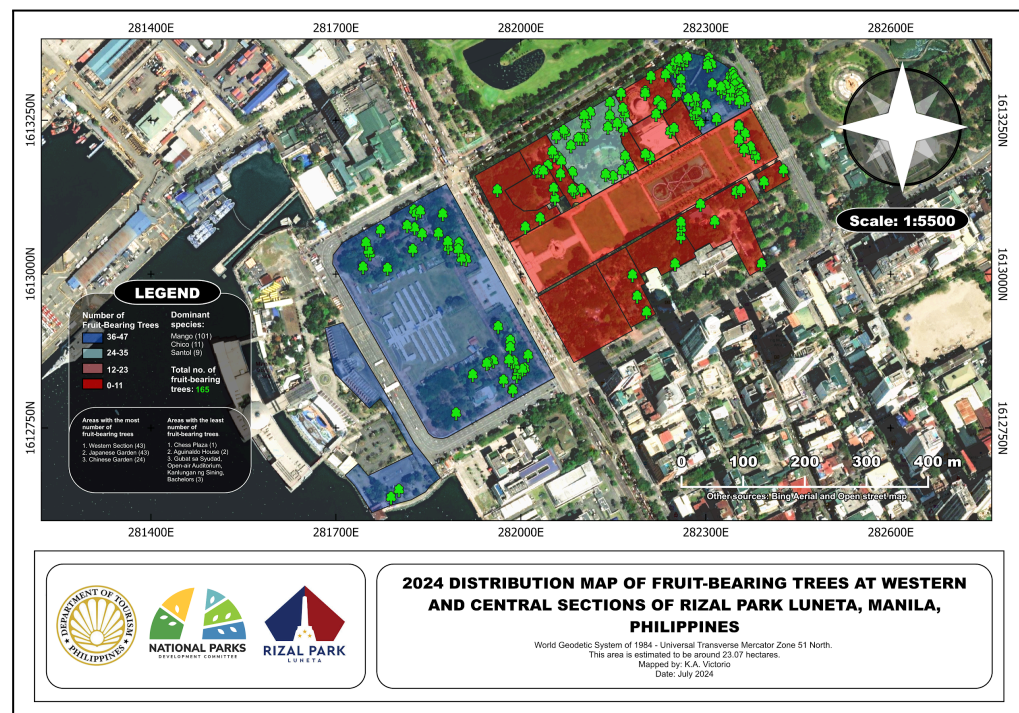 281400E 281700E 282000E 282300E 282600E
1613250N
1613000N
1612750N
1613250N
1613000N
1612750N
Scale: 1:5500
LEGEND
Number of
Fruit-Bearing Trees
36-47
24-35
12-23
0-11
Dominant
species:
Mango (101)
Chico (11)
Santol (9)
Total no. of
fruit-bearing
trees: 165
Areas with the most
number of
fruit-bearing trees
1. Western Section (43)
2. Japanese Garden (43)
3. Chinese Garden (24)
Areas with the least
number of
fruit-bearing trees
1. Chess Plaza (1)
2. Aguinaldo House (2)
3. Gubat sa Syudad,
Open-air Auditorium,
Kanlungan ng Sining,
Bachelors (3)
0 100 200 300 400 m
Other sources: Bing Aerial and Open street map
281400E 281700E 282000E 282300E 282600E
DEPARTMENT OF TOURISM
PHILIPPINES
NATIONAL PARKS
DEVELOPMENT COMMITTEE
RIZAL PARK
LUNETA
2024 DISTRIBUTION MAP OF FRUIT-BEARING TREES AT WESTERN
AND CENTRAL SECTIONS OF RIZAL PARK LUNETA, MANILA,
PHILIPPINES
World Geodetic System of 1984 - Universal Transverse Mercator Zone 51 North.
This area is estimated to be around 23.07 hectares.
Mapped by: K.A. Victorio
Date: July 2024